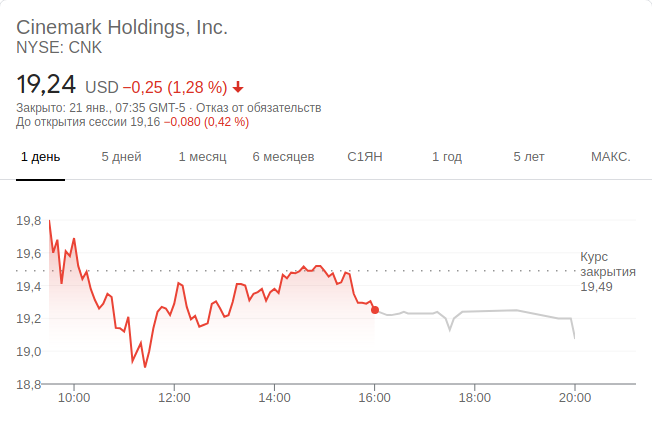 Cinemark Holdings, Inc.
NYSE: CNK
19,24 USD −0,25 (1,28 %)
Закрыто: 21 янв., 07:35 GMT-5 · Отказ от обязательств
До открытия сессии 19,16 −0,080 (0,42 %)
1 день 5 дней 1 месяц 6 месяцев С1ЯН 1 год 5 лет МАКС.
19,8
19,6
19,4
19,2
19,0
18,8
Курс
закрытия
19,49
10:00 12:00 14:00 16:00 18:00 20:00